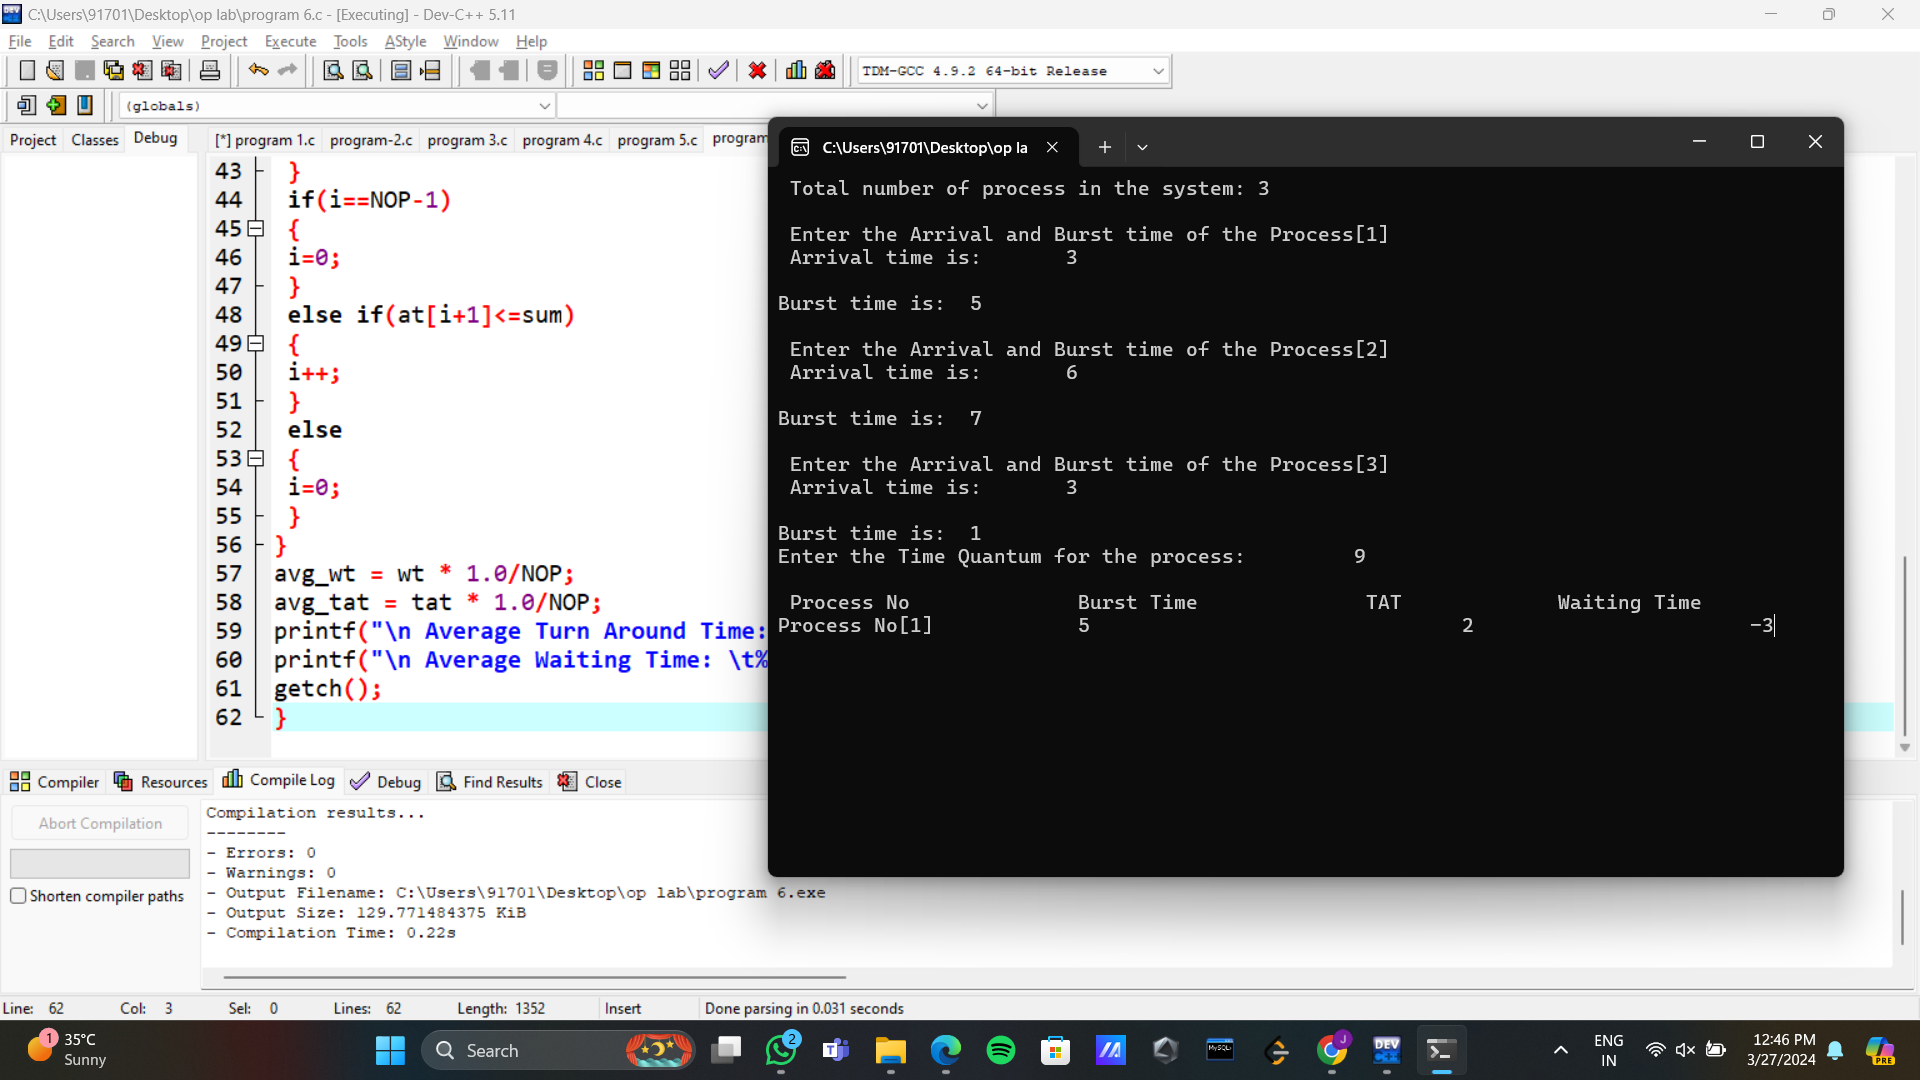 C:\Users\91701\Desktop\op lab\program 6.c - [Executing] - Dev-C++ 5.11
File Edit Search View Project Execute Tools AStyle Window Help
TDM-GCC 4.9.2 64-bit Release
(globals)
Project Classes Debug
[*] program 1.c program-2.c program 3.c program 4.c program 5.c program
43 }
44 if(i==NOP-1)
45 {
46 i=0;
47 }
48 else if(at[i+1]<=sum)
49 {
50 i++;
51 }
52 else
53 {
54 i=0;
55 }
56 }
57 avg_wt = wt * 1.0/NOP;
58 avg_tat = tat * 1.0/NOP;
59 printf("\n Average Turn Around Time:
60 printf("\n Average Waiting Time: \t%
61 getch();
62 }
C:\Users\91701\Desktop\op la
Total number of process in the system: 3
Enter the Arrival and Burst time of the Process[1]
Arrival time is: 3
Burst time is: 5
Enter the Arrival and Burst time of the Process[2]
Arrival time is: 6
Burst time is: 7
Enter the Arrival and Burst time of the Process[3]
Arrival time is: 3
Burst time is: 1
Enter the Time Quantum for the process: 9
Process No Burst Time TAT Waiting Time
Process No[1] 5 2 -3
Compiler Resources Compile Log Debug Find Results Close
Abort Compilation
Shorten compiler paths
Compilation results...
--------
- Errors: 0
- Warnings: 0
- Output Filename: C:\Users\91701\Desktop\op lab\program 6.exe
- Output Size: 129.771484375 KiB
- Compilation Time: 0.22s
Line: 62 Col: 3 Sel: 0 Lines: 62 Length: 1352 Insert Done parsing in 0.031 seconds
1
35°C
Sunny
Search
2
J
MySQL
DEV
C++
ENG
IN
12:46 PM
3/27/2024
PRE